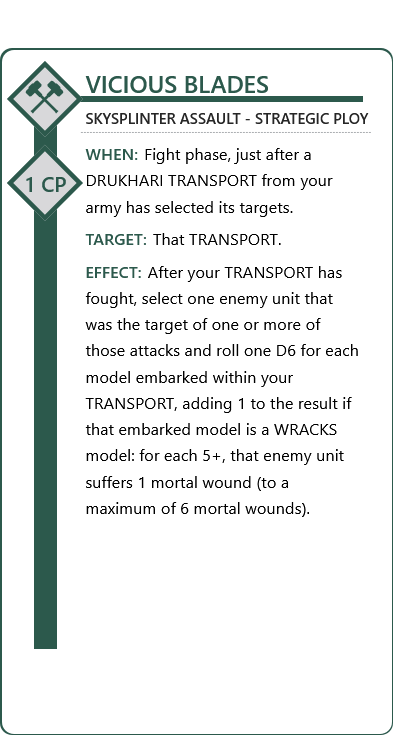 VICIOUS BLADES
SKYSPLINTER ASSAULT - STRATEGIC PLOY
1 CP
WHEN: Fight phase, just after a
DRUKHARI TRANSPORT from your
army has selected its targets.
TARGET: That TRANSPORT.
EFFECT: After your TRANSPORT has
fought, select one enemy unit that
was the target of one or more of
those attacks and roll one D6 for each
model embarked within your
TRANSPORT, adding 1 to the result if
that embarked model is a WRACKS
model: for each 5+, that enemy unit
suffers 1 mortal wound (to a
maximum of 6 mortal wounds).